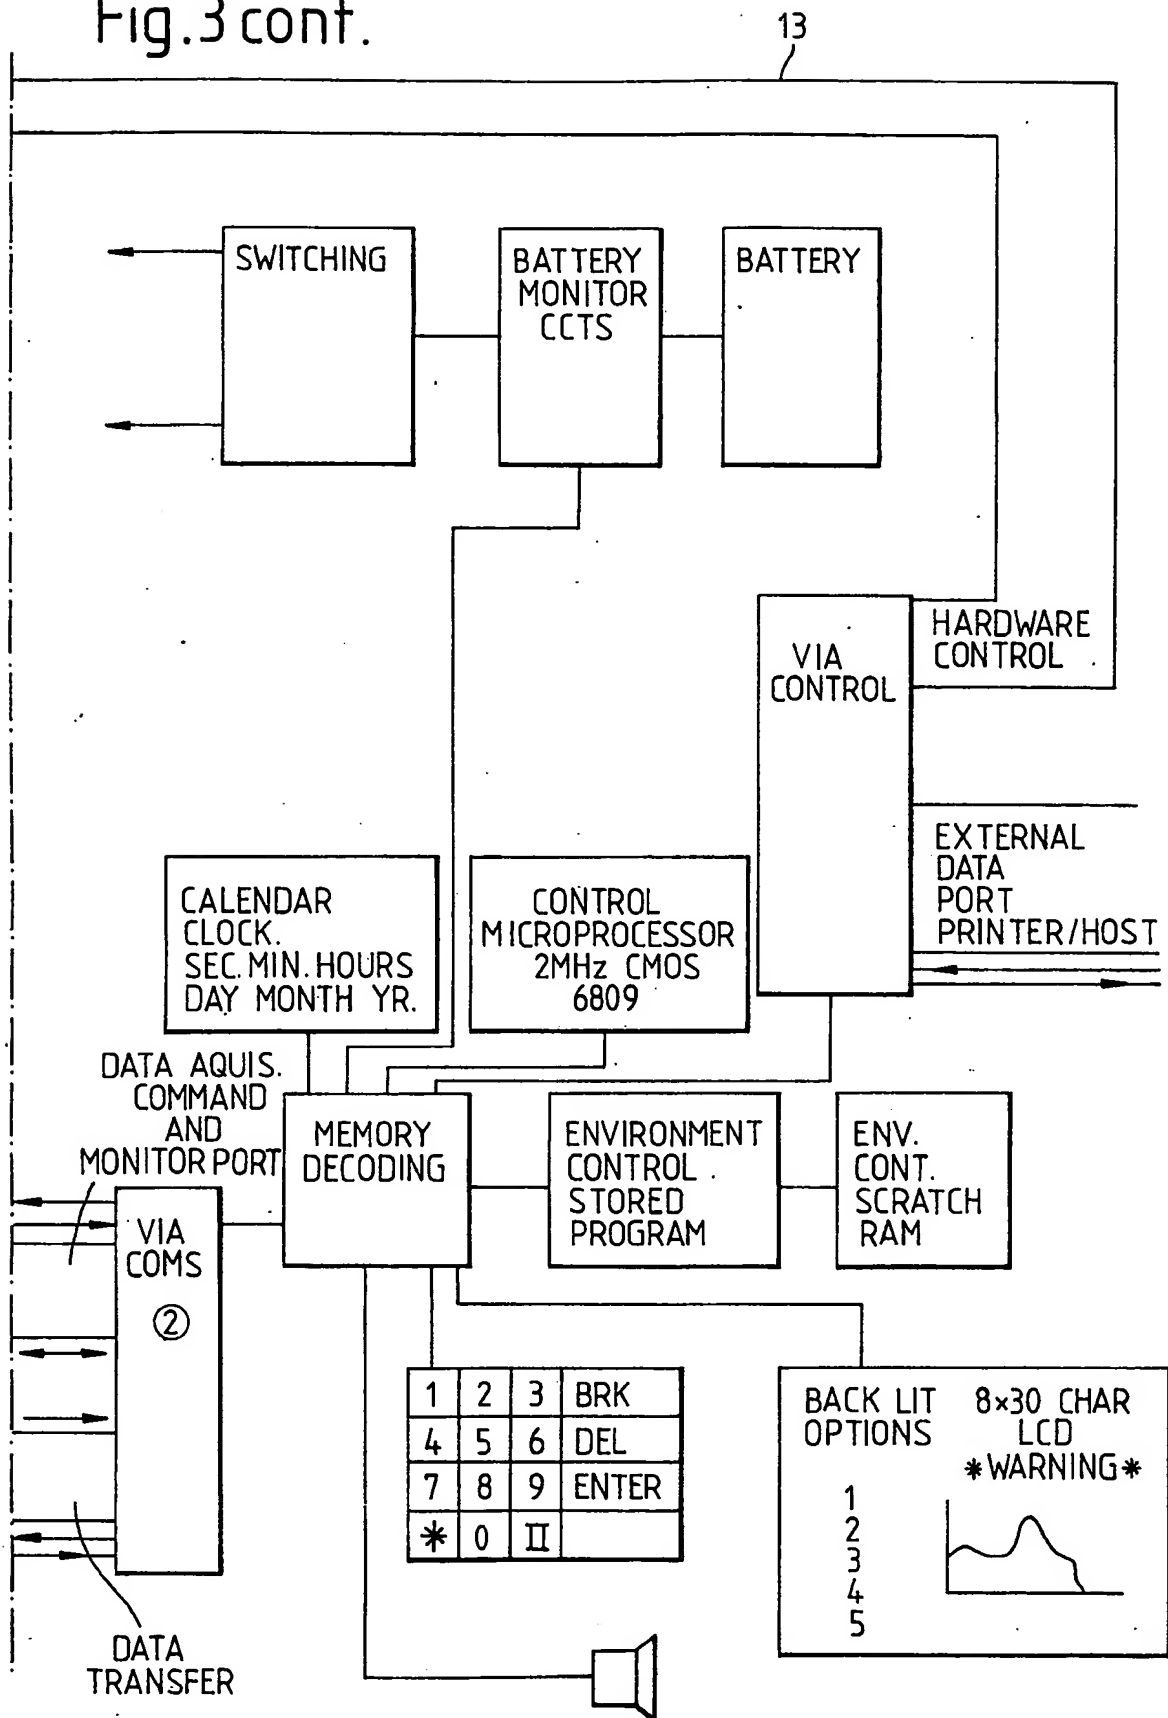 Fig.3 cont.
13
SWITCHING
BATTERY
MONITOR
CCTS
BATTERY
VIA
CONTROL
HARDWARE
CONTROL
EXTERNAL
DATA
PORT
PRINTER/HOST
CALENDAR
CLOCK.
SEC. MIN. HOURS
DAY MONTH YR.
CONTROL
MICROPROCESSOR
2MHz CMOS
6809
DATA AQUIS.
COMMAND
AND
MONITOR PORT
MEMORY
DECODING
ENVIRONMENT
CONTROL
STORED
PROGRAM
ENV.
CONT.
SCRATCH
RAM
VIA
COMS
②
1 2 3 BRK
4 5 6 DEL
7 8 9 ENTER
* 0 II
BACK LIT
OPTIONS
8×30 CHAR
LCD
*WARNING*
1
2
3
4
5
DATA
TRANSFER